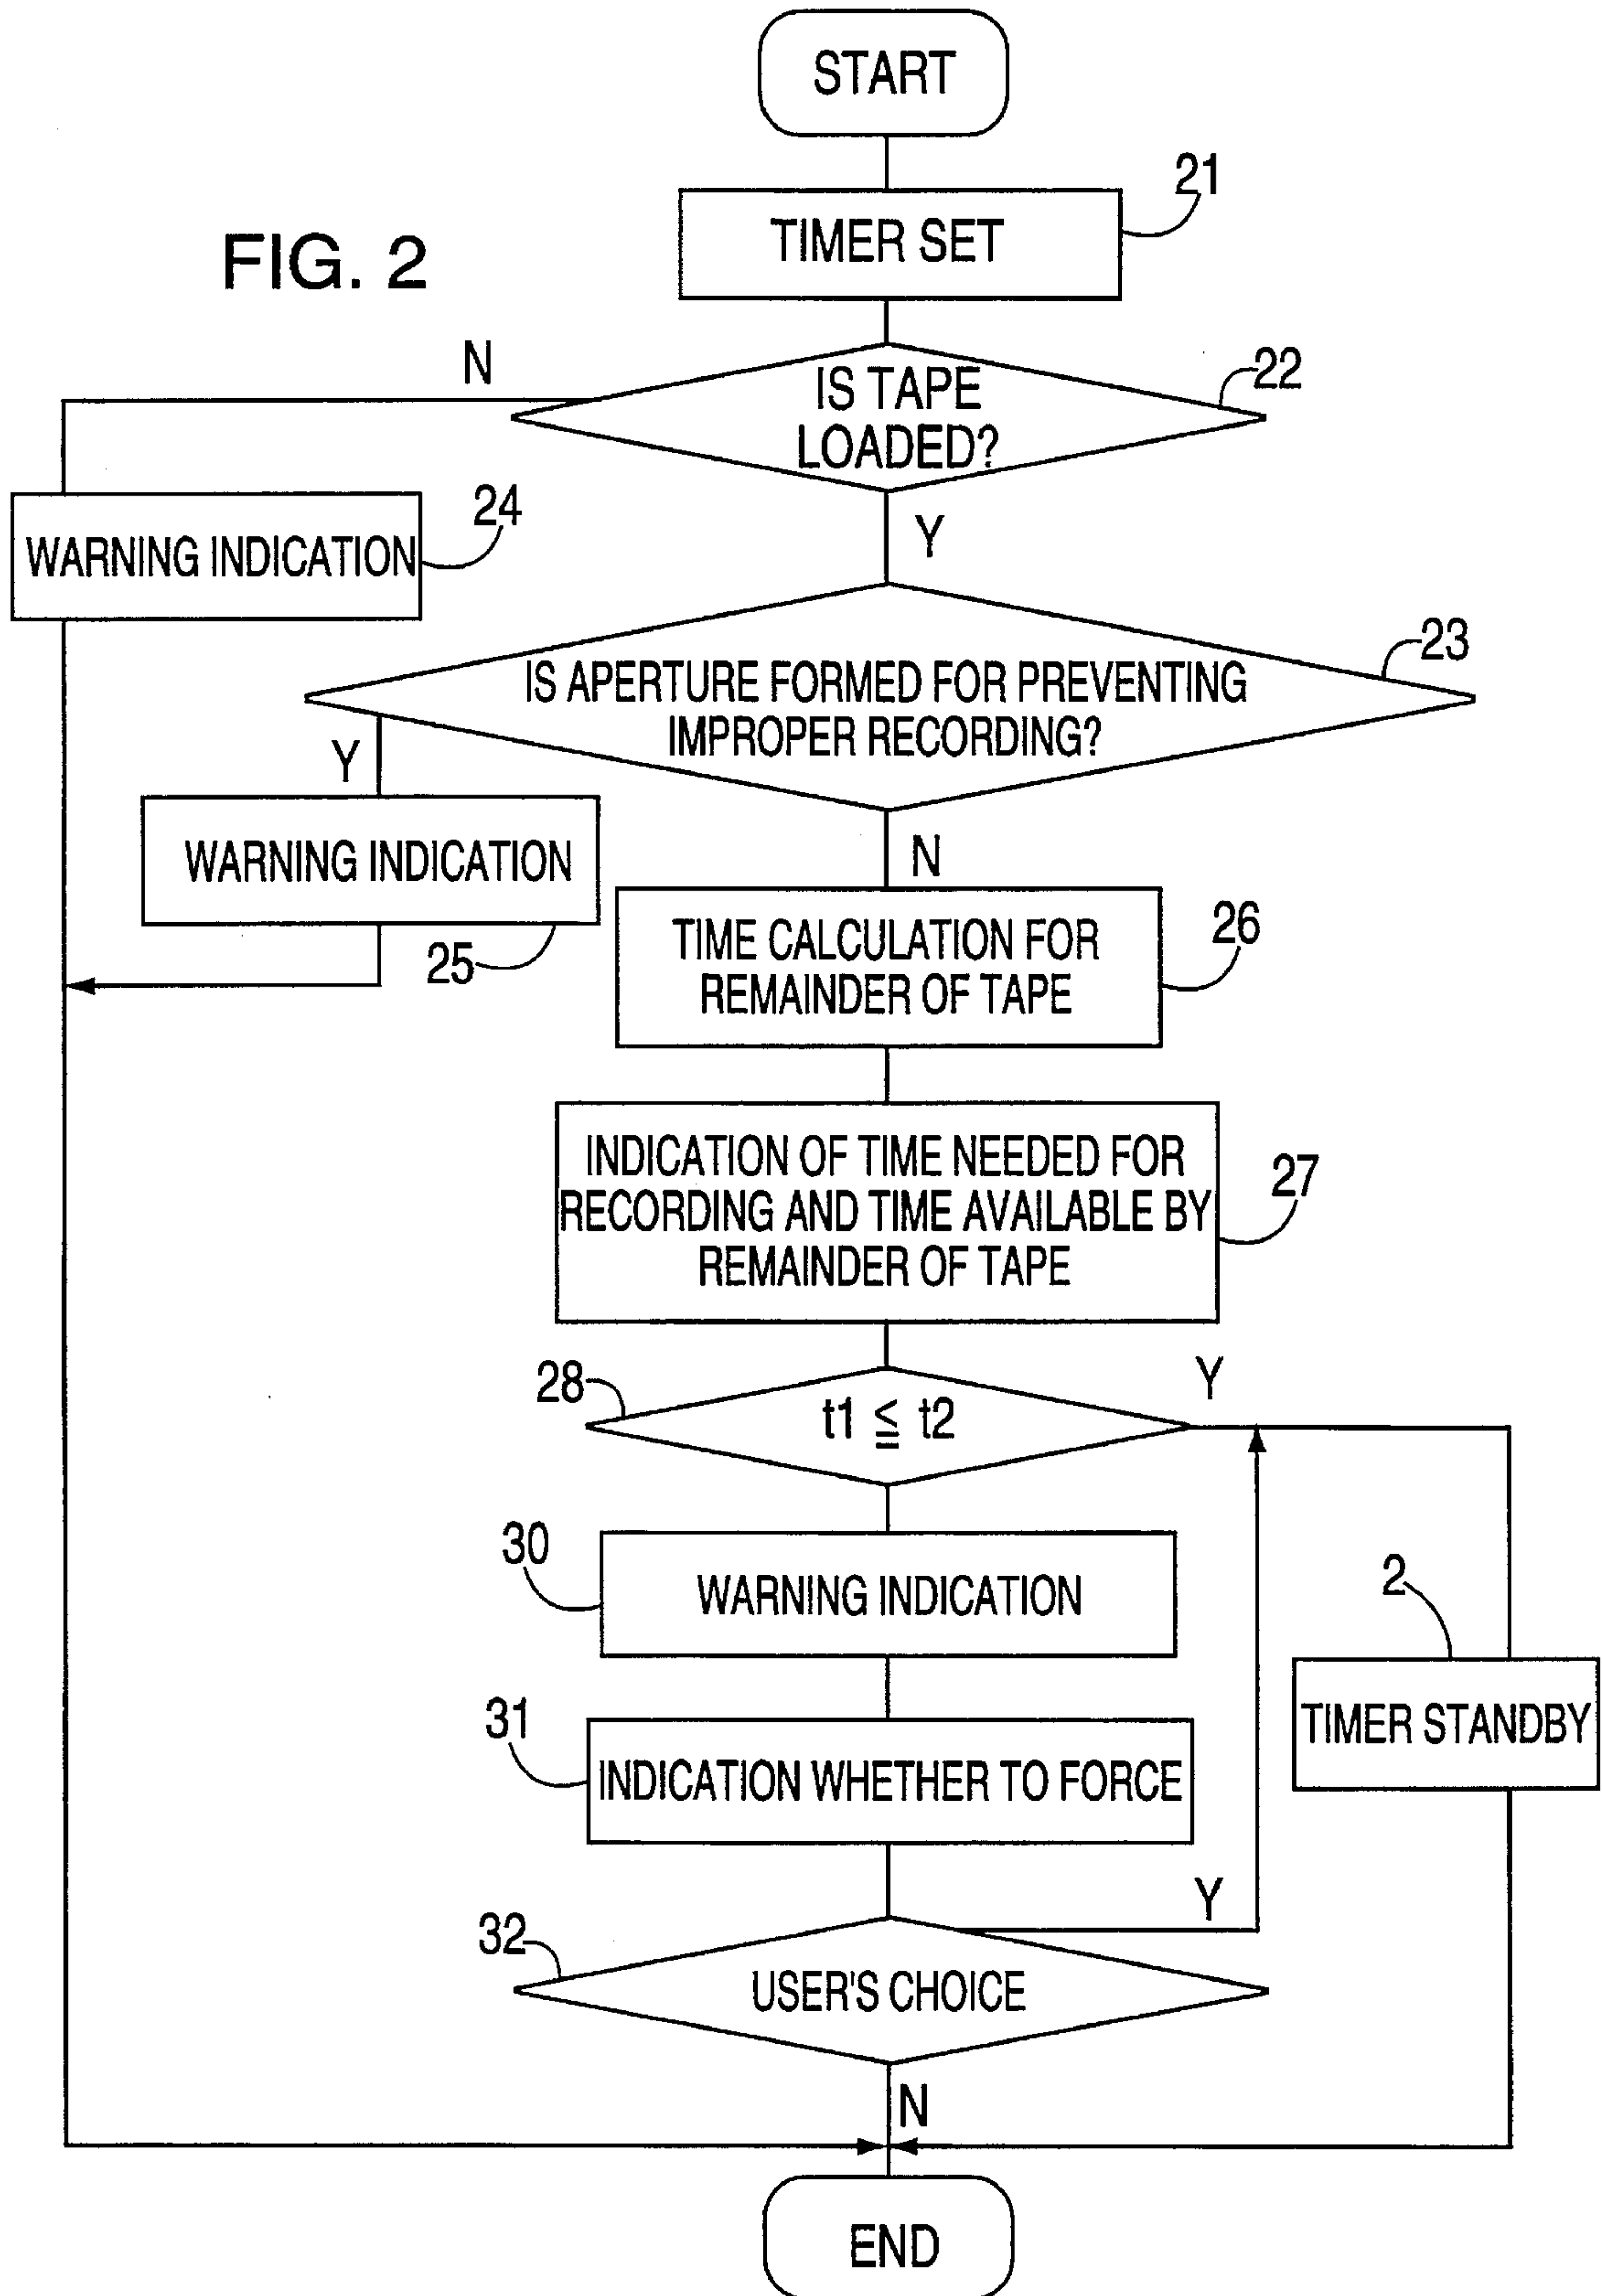 START
21
TIMER SET
FIG. 2
N
22
IS TAPE
LOADED?
24
WARNING INDICATION
Y
23
IS APERTURE FORMED FOR PREVENTING
IMPROPER RECORDING?
Y
WARNING INDICATION
25
N
26
TIME CALCULATION FOR
REMAINDER OF TAPE
27
INDICATION OF TIME NEEDED FOR
RECORDING AND TIME AVAILABLE BY
REMAINDER OF TAPE
28
Y
t1 ≦ t2
30
WARNING INDICATION
2
TIMER STANDBY
31
INDICATION WHETHER TO FORCE
Y
32
USER'S CHOICE
N
END